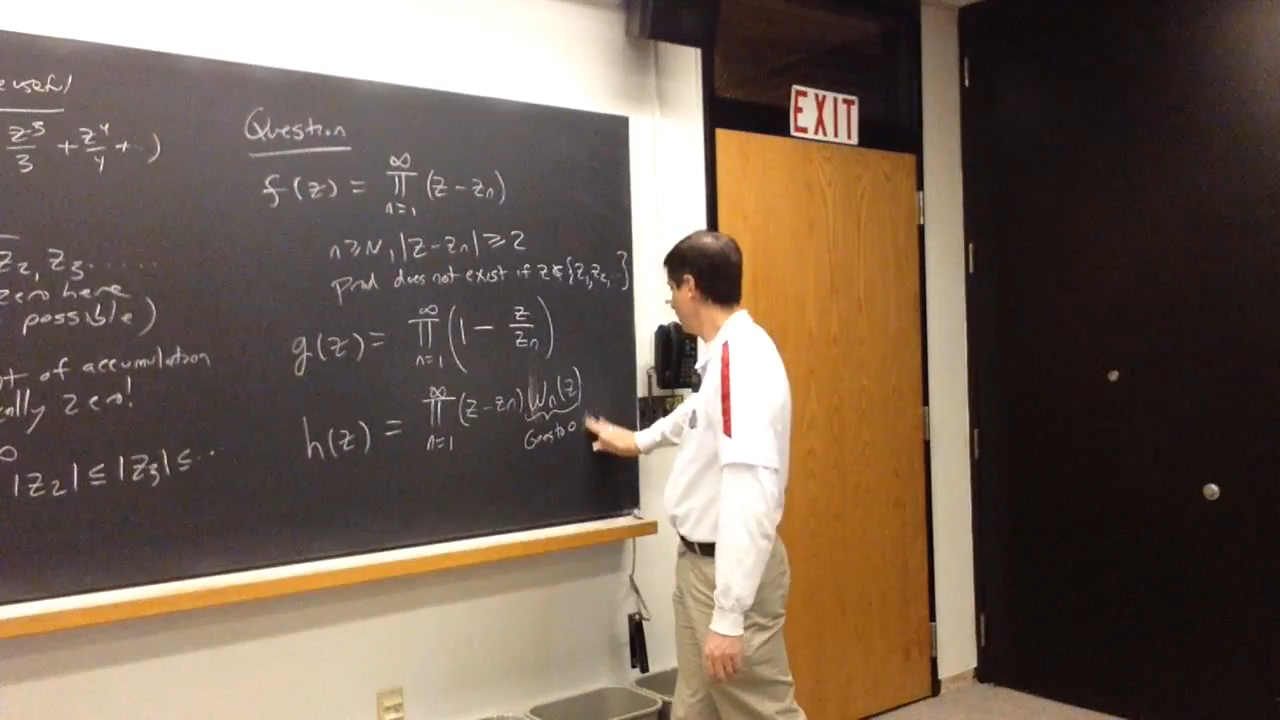 useful
z³/3 + z⁴/4 + ...)
z₂, z₃ ......
zero here
possible)
of accumulation
zero!
∞
|z₂| ≤ |z₃| ≤ ...
Question
f(z) = ∏_{n=1}^{∞} (z - zₙ)
n ≥ N, |z - zₙ| ≥ 2
prod does not exist if z ∉ {z₁, z₂, ...}
g(z) = ∏_{n=1}^{∞} (1 - z/zₙ)
h(z) = ∏_{n=1}^{∞} (z - zₙ) Wₙ(z)
Goes to 0
EXIT